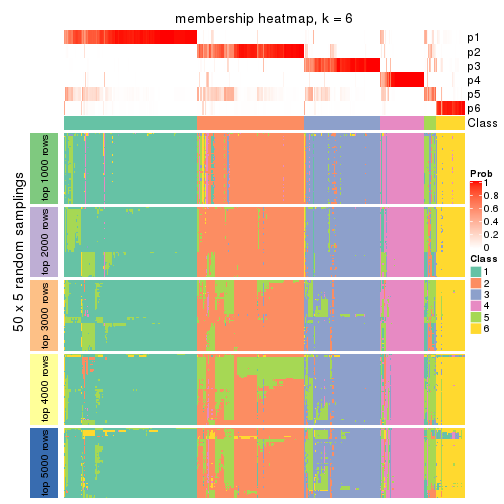 membership heatmap, k = 6
p1
p2
p3
p4
p5
p6
Class
50 x 5 random samplings
top 1000 rows
top 2000 rows
top 3000 rows
top 4000 rows
top 5000 rows
Prob
1
0.8
0.6
0.4
0.2
0
Class
1
2
3
4
5
6